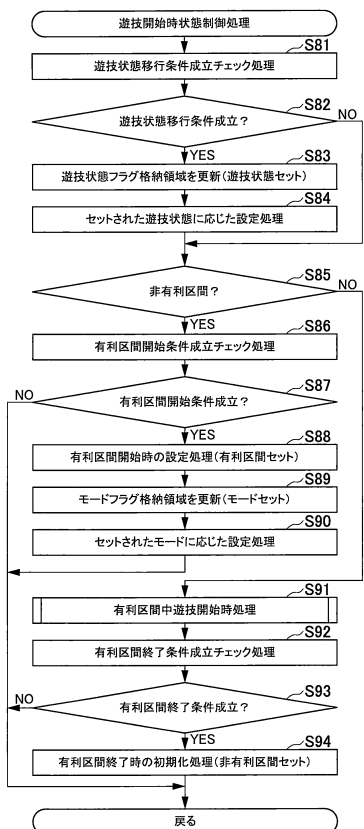 遊技開始時状態制御処理
S81
遊技状態移行条件成立チェック処理
S82
遊技状態移行条件成立？
NO
YES
S83
遊技状態フラグ格納領域を更新(遊技状態セット)
S84
セットされた遊技状態に応じた設定処理
S85
非有利区間？
NO
YES
S86
有利区間開始条件成立チェック処理
S87
NO
有利区間開始条件成立？
YES
S88
有利区間開始時の設定処理(有利区間セット)
S89
モードフラグ格納領域を更新(モードセット)
S90
セットされたモードに応じた設定処理
S91
有利区間中遊技開始時処理
S92
有利区間終了条件成立チェック処理
S93
NO
有利区間終了条件成立？
YES
S94
有利区間終了時の初期化処理(非有利区間セット)
戻る